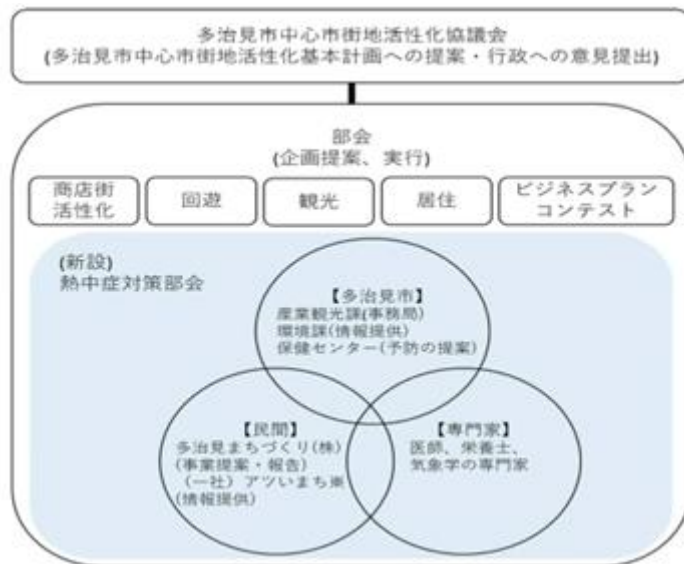 多治見市中心市街地活性化協議会
(多治見市中心市街地活性化基本計画への提案・行政への意見提出)
部会
(企画提案、実行)
商店街
活性化
回遊
観光
居住
ビジネスプラン
コンテスト
(新設)
熱中症対策部会
【多治見市】
産業観光課(事務局)
環境課(情報提供)
保健センター(予防の提案)
【民間】
多治見まちづくり(株)
(事業提案・報告)
(一社)アツいまち
(情報提供)
【専門家】
医師、栄養士、
気象学の専門家